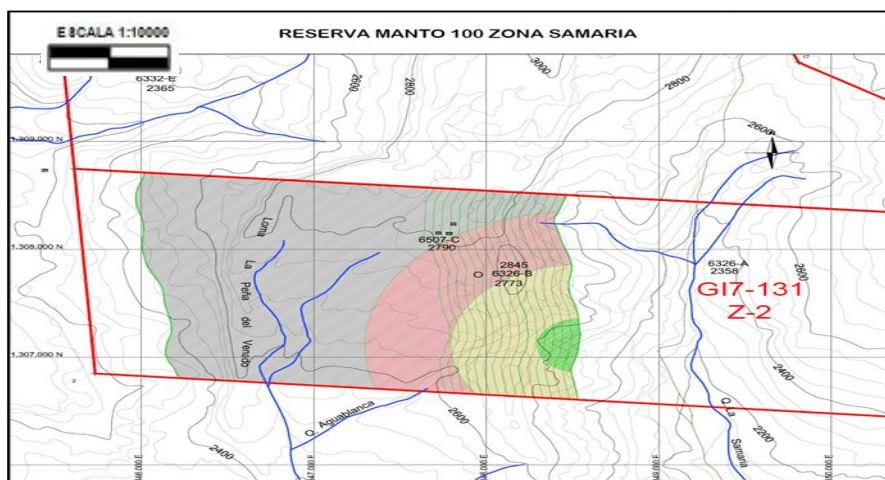 ESCALA 1:10000
RESERVA MANTO 100 ZONA SAMARIA
6332-E
2365
2600
2800
3000
2800
2600
1,309.000 N
Loma
La Peña del Venado
6507-C
2790
1,308.000 N
2845
6326-B
2773
6326-A
2358
2600
GI7-131
Z-2
1,307.000 N
Q. Aguablanca
2600
2400
2400
2200
Q. La Samaria